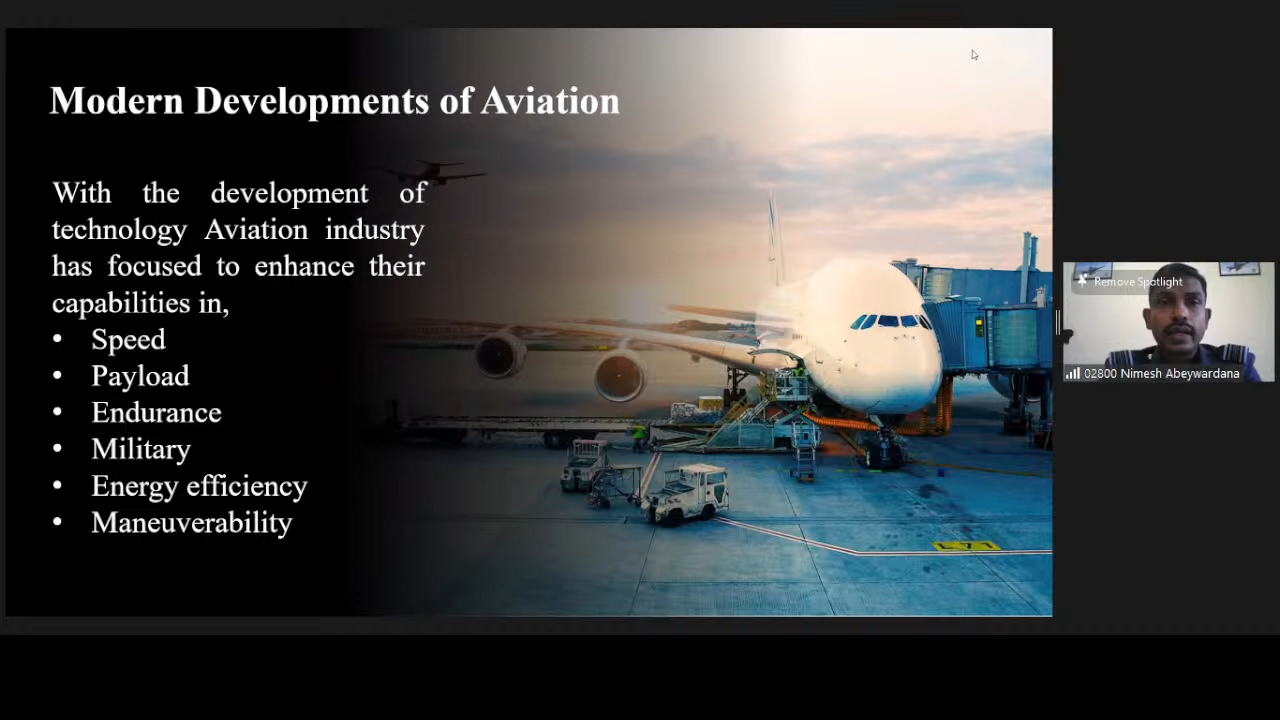 Modern Developments of Aviation
With the development of
technology Aviation industry
has focused to enhance their
capabilities in,
• Speed
• Payload
• Endurance
• Military
• Energy efficiency
• Maneuverability
L71
Remove Spotlight
02800 Nimesh Abeywardana